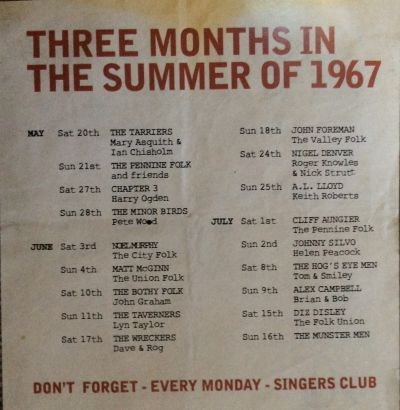 THREE MONTHS IN
THE SUMMER OF 1967
MAY Sat 20th THE TARRIERS
Mary Asquith &
Ian Chisholm
Sun 21st THE PENNINE FOLK
and friends
Sat 27th CHAPTER 3
Harry Ogden
Sun 28th THE MINOR BIRDS
Pete Wood
JUNE Sat 3rd NOEL MURPHY
The City Folk
Sun 4th MATT McGINN
The Union Folk
Sat 10th THE BOTHY FOLK
John Graham
Sun 11th THE TAVERNERS
Lyn Taylor
Sat 17th THE WRECKERS
Dave & Rog
Sun 18th JOHN FOREMAN
The Valley Folk
Sat 24th NIGEL DENVER
Roger Knowles
& Nick Strutt
Sun 25th A.L. LLOYD
Keith Roberts
JULY Sat 1st CLIFF AUNGIER
The Pennine Folk
Sun 2nd JOHNNY SILVO
Helen Peacock
Sat 8th THE HOG'S EYE MEN
Tom & Smiley
Sun 9th ALEX CAMPBELL
Brian & Bob
Sat 15th DIZ DISLEY
The Folk Union
Sun 16th THE MUNSTER MEN
DON'T FORGET - EVERY MONDAY - SINGERS CLUB